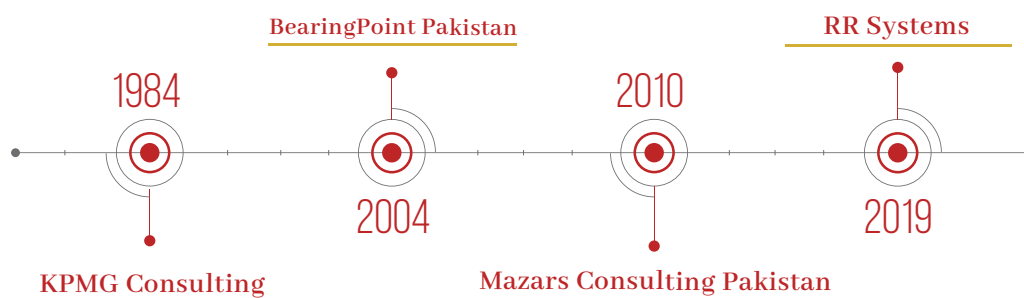 BearingPoint Pakistan
RR Systems
1984
2010
2004
2019
KPMG Consulting
Mazars Consulting Pakistan